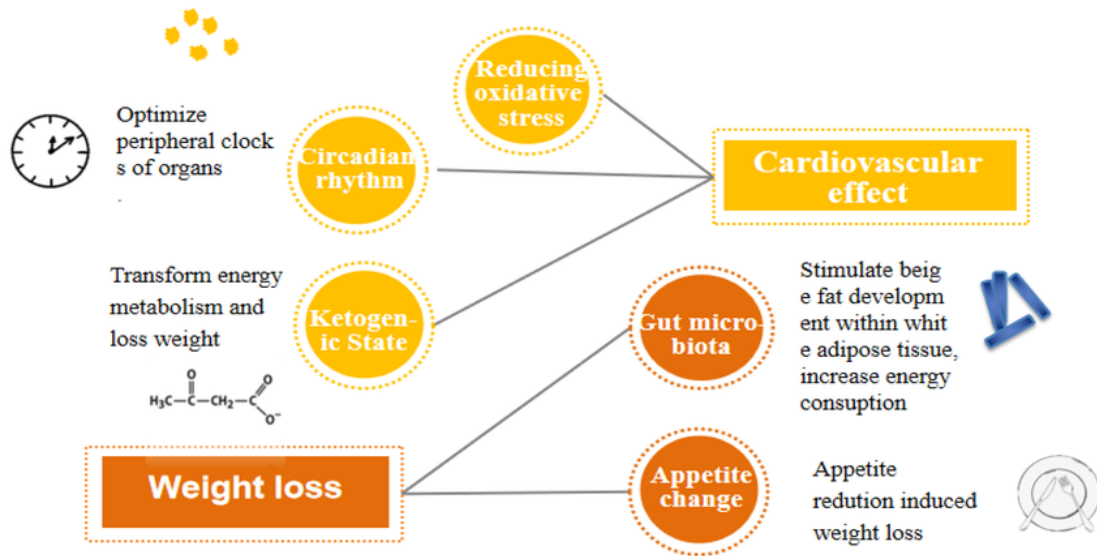 Reducing
oxidative
stress
Optimize
peripheral clock
s of organs
.
Circadian
rhythm
Cardiovascular
effect
Transform energy
metabolism and
loss weight
Ketogen-
ic State
Gut micro-
biota
Stimulate beig
e fat developm
ent within whit
e adipose tissue,
increase energy
consuption
H₃C—C—CH₂—C
O
O
O⁻
Weight loss
Appetite
change
Appetite
redution induced
weight loss